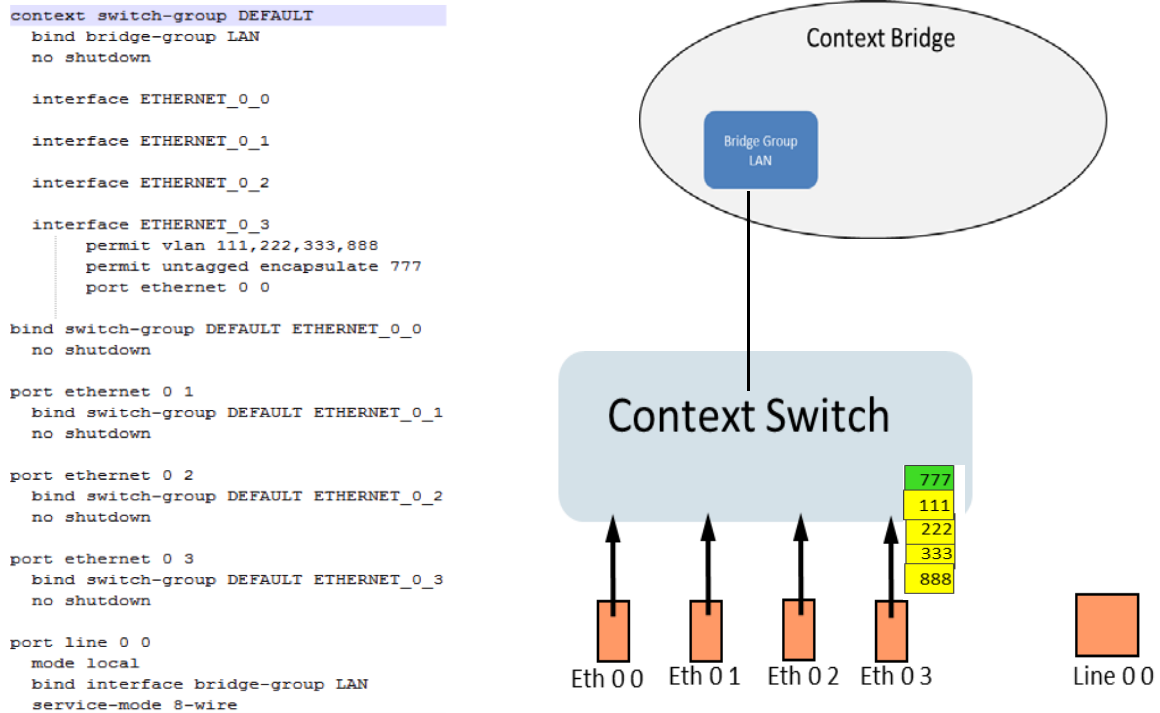 context switch-group DEFAULT
bind bridge-group LAN
no shutdown
interface ETHERNET_0_0
interface ETHERNET_0_1
interface ETHERNET_0_2
interface ETHERNET_0_3
permit vlan 111,222,333,888
permit untagged encapsulate 777
port ethernet 0 0
bind switch-group DEFAULT ETHERNET_0_0
no shutdown
port ethernet 0 1
bind switch-group DEFAULT ETHERNET_0_1
no shutdown
port ethernet 0 2
bind switch-group DEFAULT ETHERNET_0_2
no shutdown
port ethernet 0 3
bind switch-group DEFAULT ETHERNET_0_3
no shutdown
port line 0 0
mode local
bind interface bridge-group LAN
service-mode 8-wire
Context Bridge
Bridge Group
LAN
Context Switch
777
111
222
333
888
Eth 0 0
Eth 0 1
Eth 0 2
Eth 0 3
Line 0 0